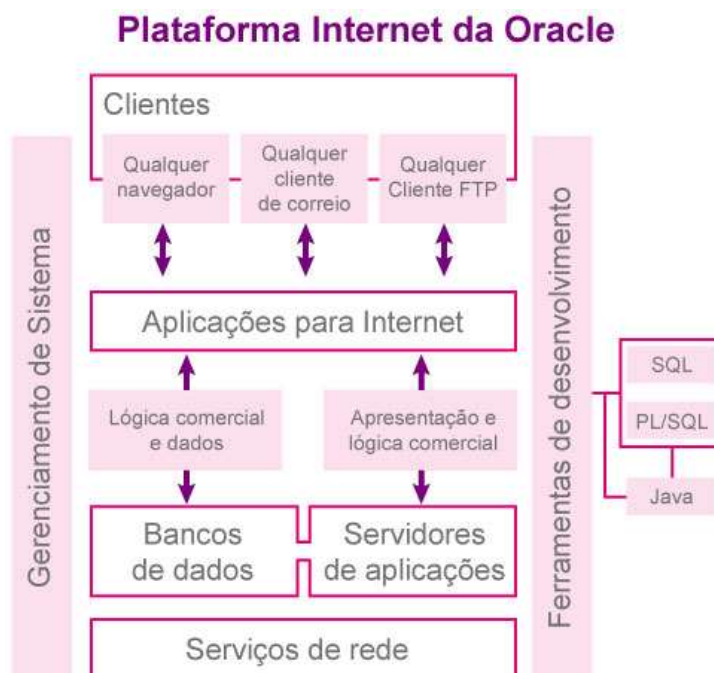 Plataforma Internet da Oracle
Clientes
Qualquer
navegador
Qualquer
cliente
de correio
Qualquer
Cliente FTP
Gerenciamento de Sistema
Aplicações para Internet
Lógica comercial
e dados
Apresentação e
lógica comercial
Bancos
de dados
Servidores
de aplicações
Serviços de rede
Ferramentas de desenvolvimento
SQL
PL/SQL
Java